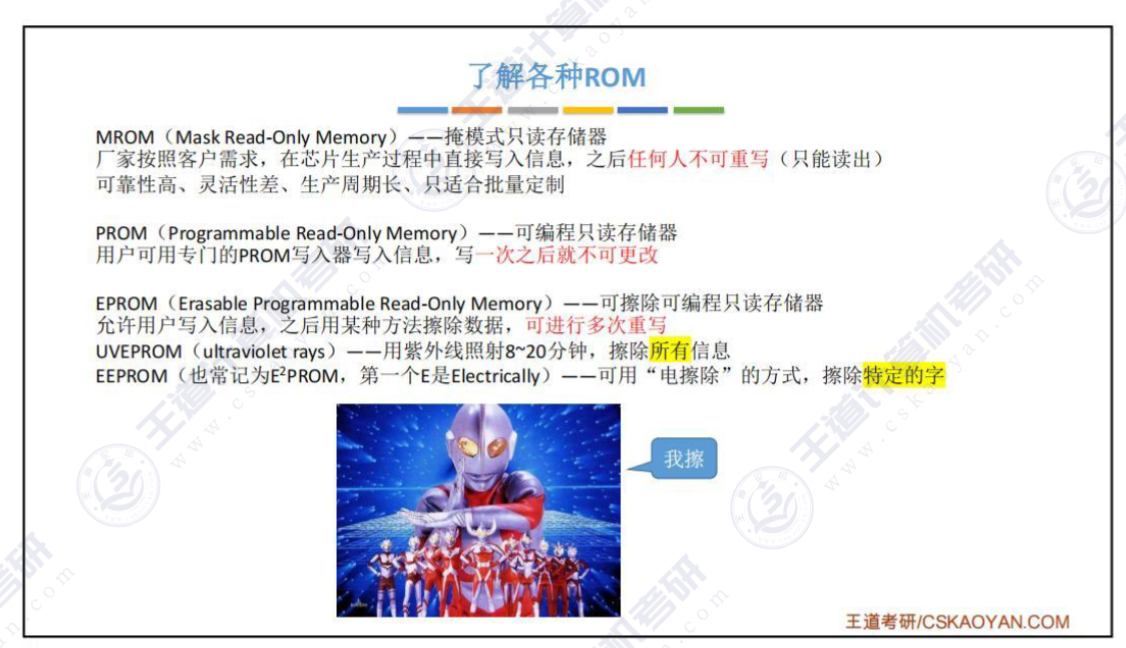 了解各种ROM
MROM（Mask Read-Only Memory）——掩模式只读存储器
厂家按照客户需求，在芯片生产过程中直接写入信息，之后任何人不可重写（只能读出）
可靠性高、灵活性差、生产周期长、只适合批量定制
PROM（Programmable Read-Only Memory）——可编程只读存储器
用户可用专门的PROM写入器写入信息，写一次之后就不可更改
EPROM（Erasable Programmable Read-Only Memory）——可擦除可编程只读存储器
允许用户写入信息，之后用某种方法擦除数据，可进行多次重写
UVEPROM（ultraviolet rays）——用紫外线照射8~20分钟，擦除所有信息
EEPROM（也常记为E²PROM，第一个E是Electrically）——可用“电擦除”的方式，擦除特定的字
我擦
王道考研/CSKAOYAN.COM